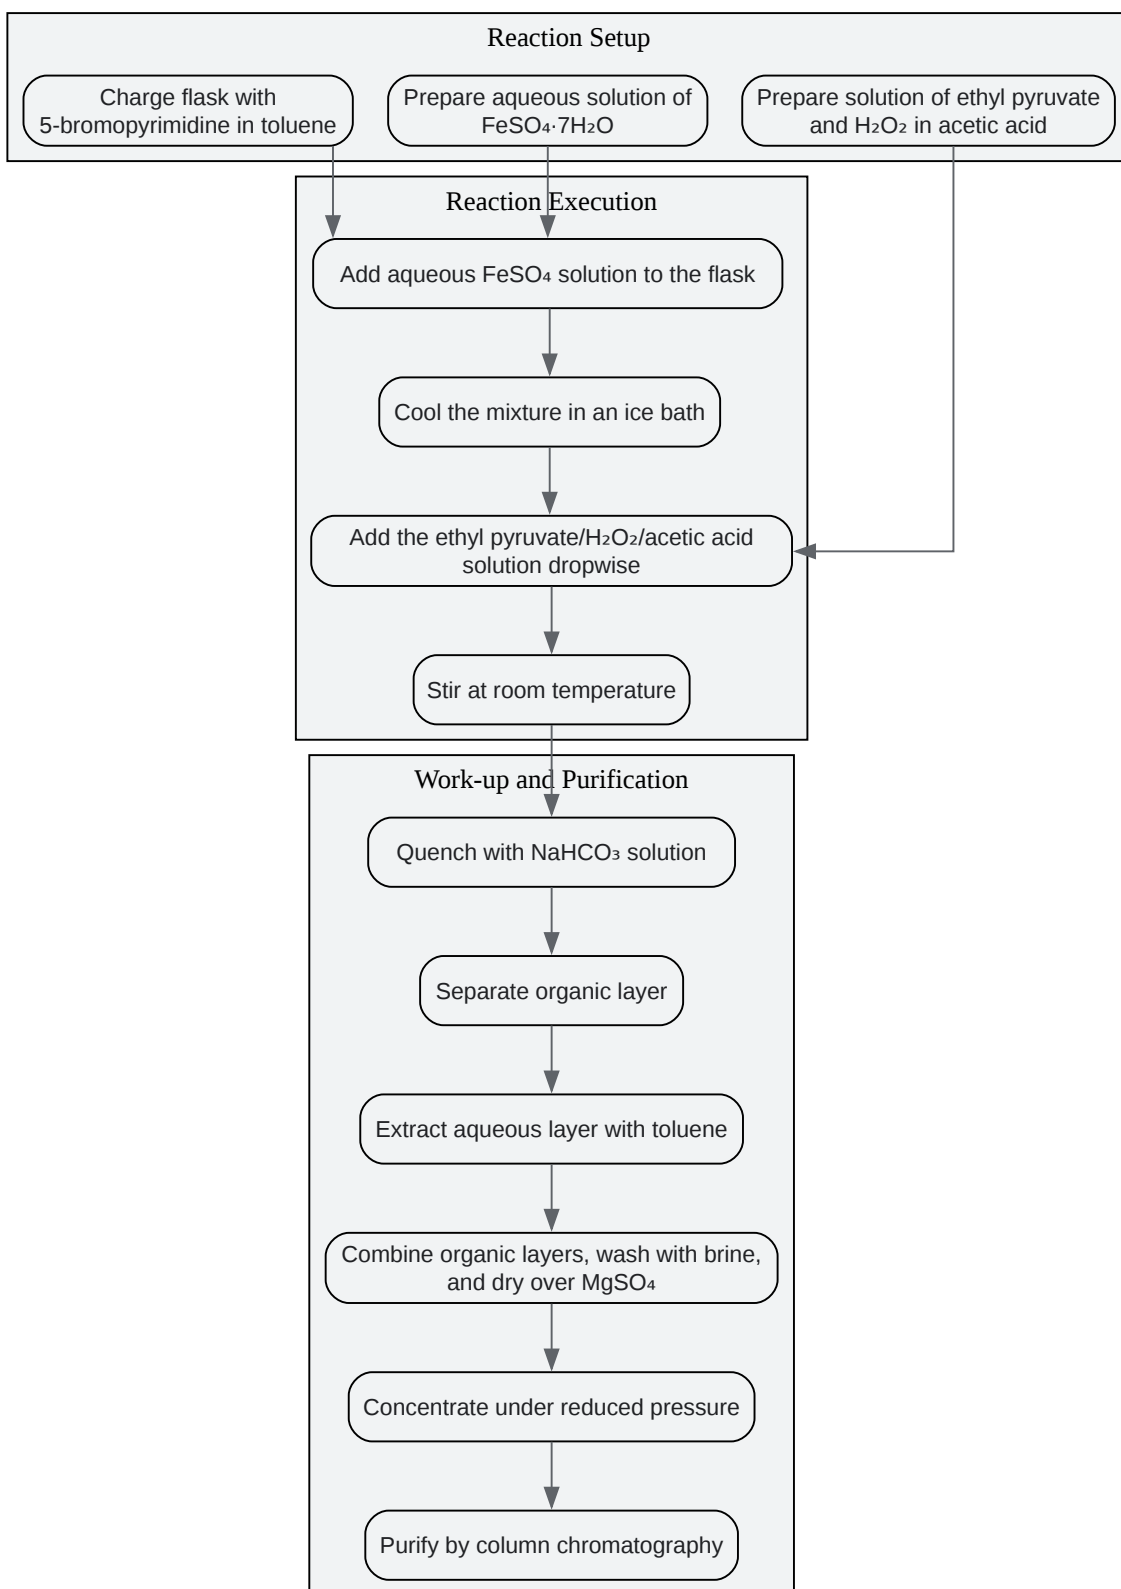 Reaction Setup
Charge flask with
5-bromopyrimidine in toluene
Prepare aqueous solution of
FeSO₄·7H₂O
Prepare solution of ethyl pyruvate
and H₂O₂ in acetic acid
Reaction Execution
Add aqueous FeSO₄ solution to the flask
Cool the mixture in an ice bath
Add the ethyl pyruvate/H₂O₂/acetic acid
solution dropwise
Stir at room temperature
Work-up and Purification
Quench with NaHCO₃ solution
Separate organic layer
Extract aqueous layer with toluene
Combine organic layers, wash with brine,
and dry over MgSO₄
Concentrate under reduced pressure
Purify by column chromatography